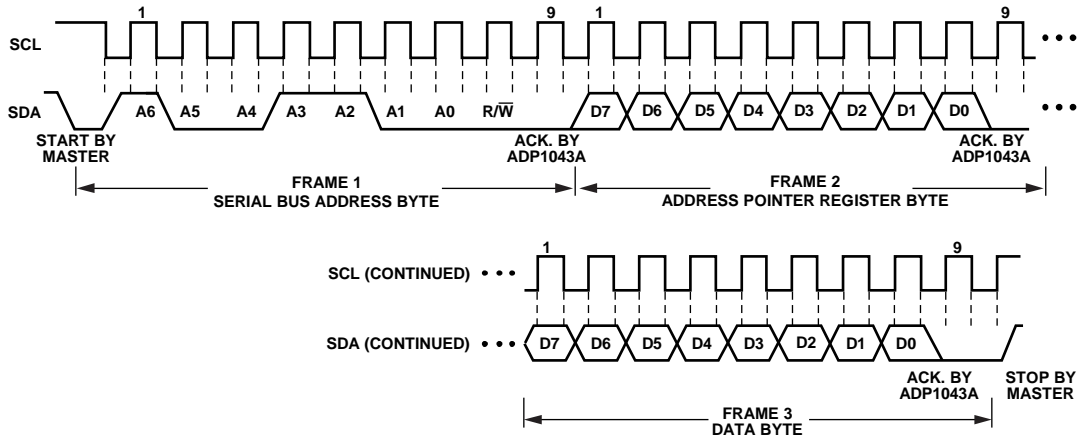 1 9 1 9
SCL
SDA A6 A5 A4 A3 A2 A1 A0 R/W̅ D7 D6 D5 D4 D3 D2 D1 D0
START BY
MASTER
ACK. BY
ADP1043A
ACK. BY
ADP1043A
FRAME 1
SERIAL BUS ADDRESS BYTE
FRAME 2
ADDRESS POINTER REGISTER BYTE
1 9
SCL (CONTINUED)
SDA (CONTINUED) D7 D6 D5 D4 D3 D2 D1 D0
ACK. BY
ADP1043A
STOP BY
MASTER
FRAME 3
DATA BYTE